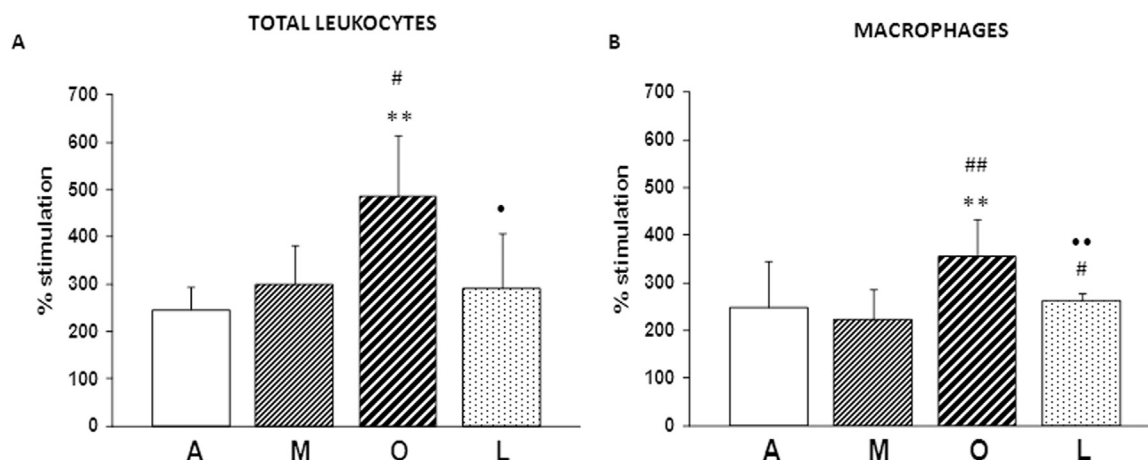 TOTAL LEUKOCYTES
A
% stimulation
700
600
500
400
300
200
100
0
#
**
•
A M O L
MACROPHAGES
B
% stimulation
700
600
500
400
300
200
100
0
##
**
••
#
A M O L